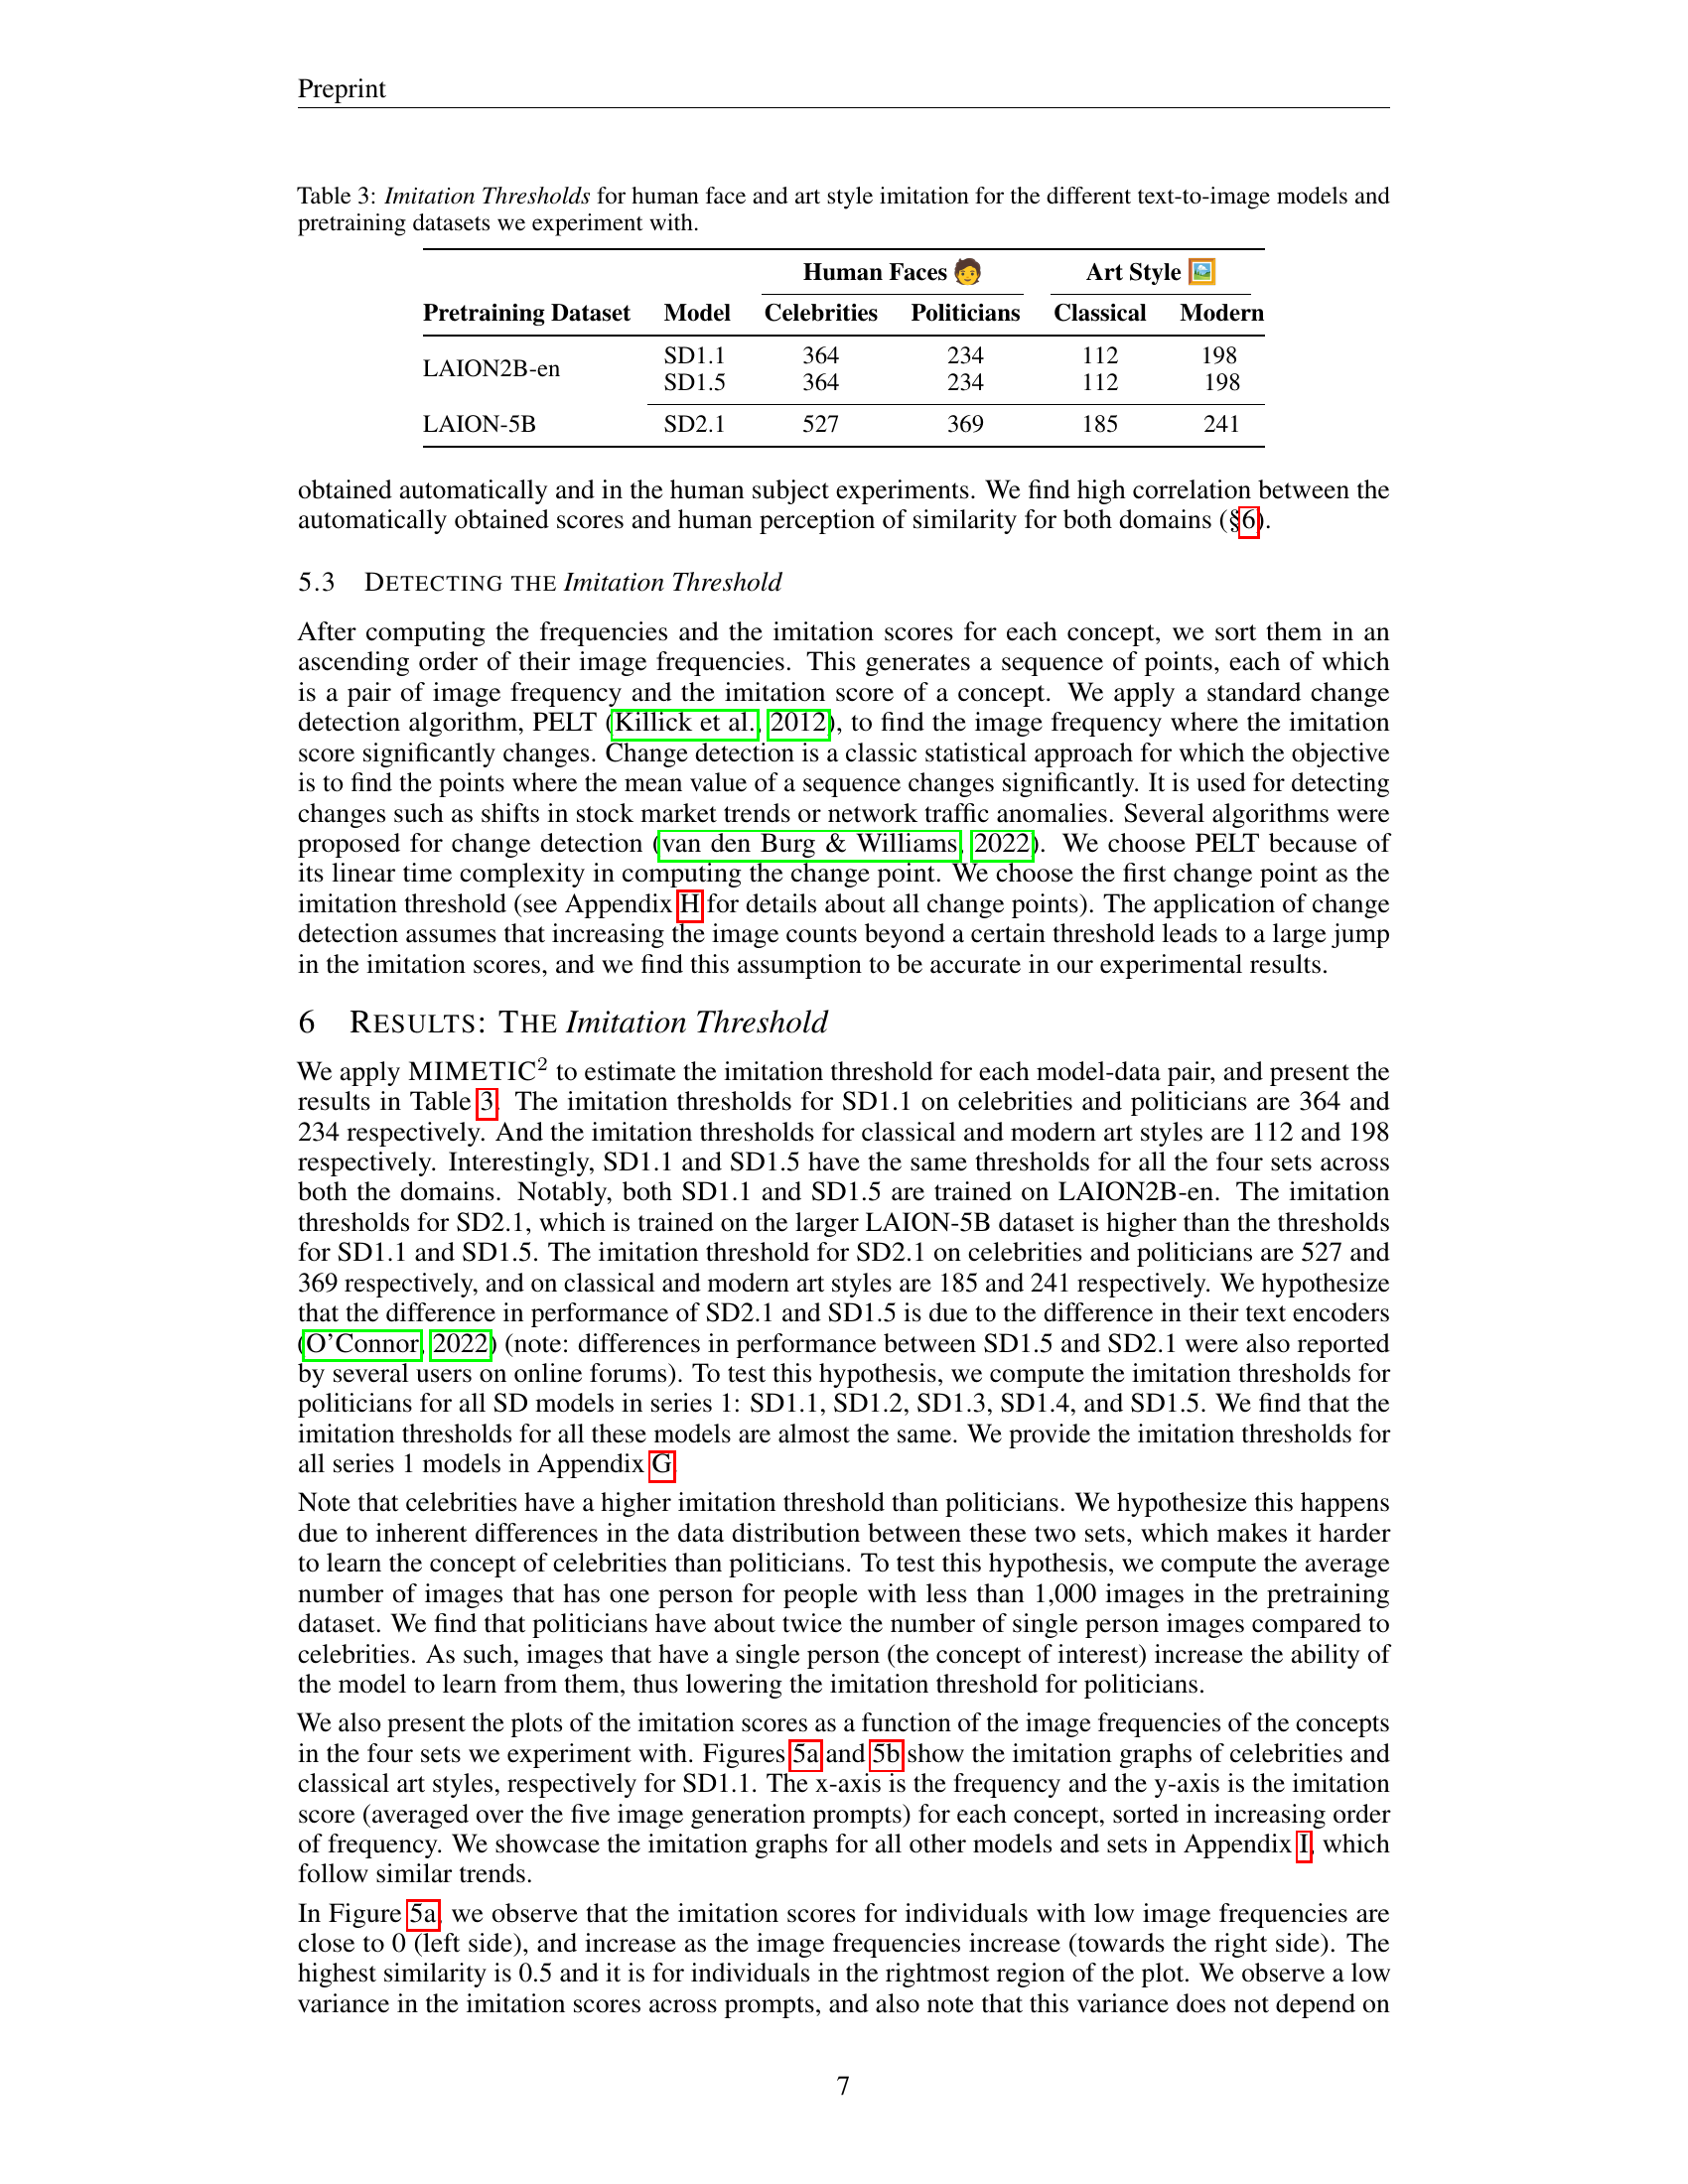 Preprint
Table 3: Imitation Thresholds for human face and art style imitation for the different text-to-image models and
pretraining datasets we experiment with.
Human Faces 🧑 Art Style 🖼️
Pretraining Dataset Model Celebrities Politicians Classical Modern
LAION2B-en
SD1.1 364 234 112 198
SD1.5 364 234 112 198
LAION-5B SD2.1 527 369 185 241
obtained automatically and in the human subject experiments. We find high correlation between the
automatically obtained scores and human perception of similarity for both domains (§6).
5.3 DETECTING THE Imitation Threshold
After computing the frequencies and the imitation scores for each concept, we sort them in an
ascending order of their image frequencies. This generates a sequence of points, each of which
is a pair of image frequency and the imitation score of a concept. We apply a standard change
detection algorithm, PELT (Killick et al., 2012), to find the image frequency where the imitation
score significantly changes. Change detection is a classic statistical approach for which the objective
is to find the points where the mean value of a sequence changes significantly. It is used for detecting
changes such as shifts in stock market trends or network traffic anomalies. Several algorithms were
proposed for change detection (van den Burg & Williams, 2022). We choose PELT because of
its linear time complexity in computing the change point. We choose the first change point as the
imitation threshold (see Appendix H for details about all change points). The application of change
detection assumes that increasing the image counts beyond a certain threshold leads to a large jump
in the imitation scores, and we find this assumption to be accurate in our experimental results.
6 RESULTS: THE Imitation Threshold
We apply MIMETIC² to estimate the imitation threshold for each model-data pair, and present the
results in Table 3. The imitation thresholds for SD1.1 on celebrities and politicians are 364 and
234 respectively. And the imitation thresholds for classical and modern art styles are 112 and 198
respectively. Interestingly, SD1.1 and SD1.5 have the same thresholds for all the four sets across
both the domains. Notably, both SD1.1 and SD1.5 are trained on LAION2B-en. The imitation
thresholds for SD2.1, which is trained on the larger LAION-5B dataset is higher than the thresholds
for SD1.1 and SD1.5. The imitation threshold for SD2.1 on celebrities and politicians are 527 and
369 respectively, and on classical and modern art styles are 185 and 241 respectively. We hypothesize
that the difference in performance of SD2.1 and SD1.5 is due to the difference in their text encoders
(O'Connor, 2022) (note: differences in performance between SD1.5 and SD2.1 were also reported
by several users on online forums). To test this hypothesis, we compute the imitation thresholds for
politicians for all SD models in series 1: SD1.1, SD1.2, SD1.3, SD1.4, and SD1.5. We find that the
imitation thresholds for all these models are almost the same. We provide the imitation thresholds for
all series 1 models in Appendix G.
Note that celebrities have a higher imitation threshold than politicians. We hypothesize this happens
due to inherent differences in the data distribution between these two sets, which makes it harder
to learn the concept of celebrities than politicians. To test this hypothesis, we compute the average
number of images that has one person for people with less than 1,000 images in the pretraining
dataset. We find that politicians have about twice the number of single person images compared to
celebrities. As such, images that have a single person (the concept of interest) increase the ability of
the model to learn from them, thus lowering the imitation threshold for politicians.
We also present the plots of the imitation scores as a function of the image frequencies of the concepts
in the four sets we experiment with. Figures 5a and 5b show the imitation graphs of celebrities and
classical art styles, respectively for SD1.1. The x-axis is the frequency and the y-axis is the imitation
score (averaged over the five image generation prompts) for each concept, sorted in increasing order
of frequency. We showcase the imitation graphs for all other models and sets in Appendix I, which
follow similar trends.
In Figure 5a, we observe that the imitation scores for individuals with low image frequencies are
close to 0 (left side), and increase as the image frequencies increase (towards the right side). The
highest similarity is 0.5 and it is for individuals in the rightmost region of the plot. We observe a low
variance in the imitation scores across prompts, and also note that this variance does not depend on
7